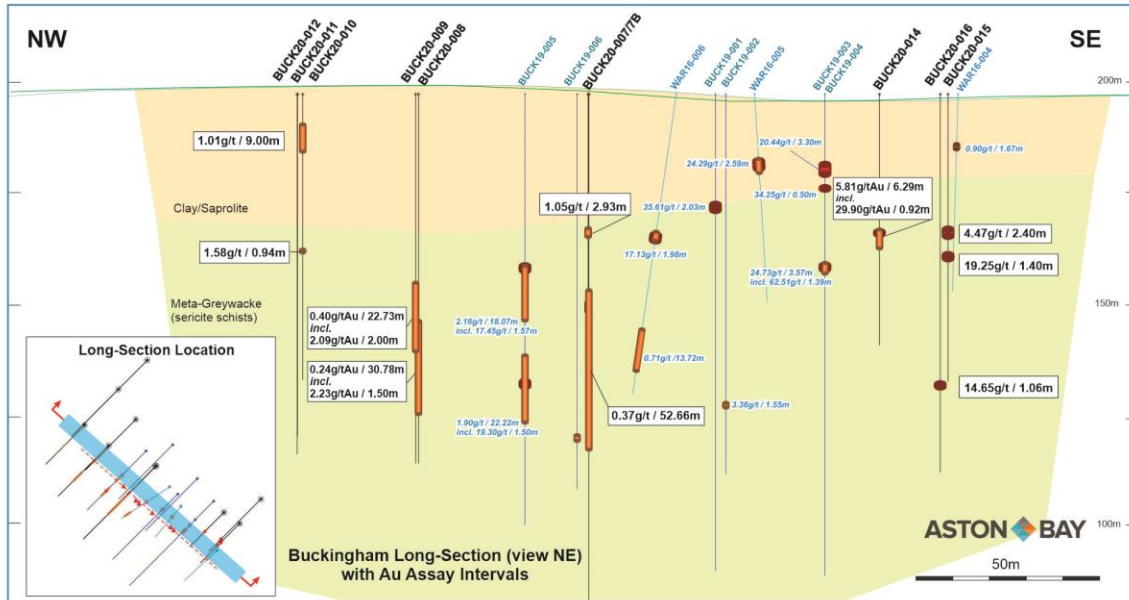 NW
SE
BUCK20-012
BUCK20-011
BUCK20-010
BUCK20-009
BUCK20-008
BUCK19-005
BUCK19-006
BUCK20-007/7B
WAR16-006
BUCK19-001
BUCK19-002
WAR16-005
BUCK19-003
BUCK19-004
BUCK20-014
BUCK20-016
BUCK20-015
WAR16-004
200m
1.01g/t / 9.00m
20.44g/t / 3.30m
0.90g/t / 1.67m
24.29g/t / 2.59m
5.81g/tAu / 6.29m
incl.
29.90g/tAu / 0.92m
34.25g/t / 0.50m
Clay/Saprolite
1.05g/t / 2.93m
35.61g/t / 2.03m
4.47g/t / 2.40m
1.58g/t / 0.94m
17.13g/t / 1.98m
19.25g/t / 1.40m
24.73g/t / 3.57m
incl. 62.51g/t / 1.39m
Meta-Greywacke
(sericite schists)
150m
0.40g/tAu / 22.73m
incl.
2.09g/tAu / 2.00m
2.16g/t / 18.07m
incl. 17.45g/t / 1.57m
Long-Section Location
0.71g/t /13.72m
0.24g/tAu / 30.78m
incl.
2.23g/tAu / 1.50m
14.65g/t / 1.06m
3.36g/t / 1.55m
0.37g/t / 52.66m
1.90g/t / 22.22m
incl. 19.30g/t / 1.50m
100m
ASTON BAY
Buckingham Long-Section (view NE)
with Au Assay Intervals
50m